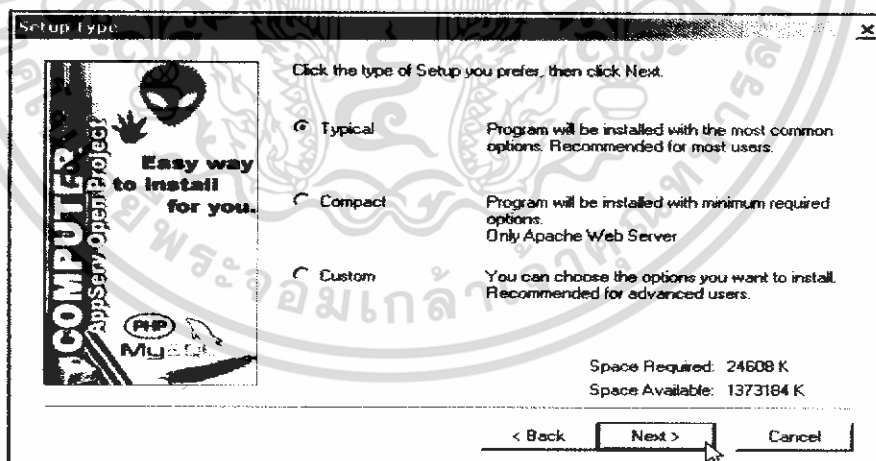 Setup Type
Click the type of Setup you prefer, then click Next.
Typical
Program will be installed with the most common
options. Recommended for most users.
Compact
Program will be installed with minimum required
options.
Only Apache Web Server
Custom
You can choose the options you want to install.
Recommended for advanced users.
COMPUTER
AppServ Open Project
Easy way
to install
for you.
PHP
MySQL
Space Required: 24608 K
Space Available: 1373184 K
< Back
Next >
Cancel